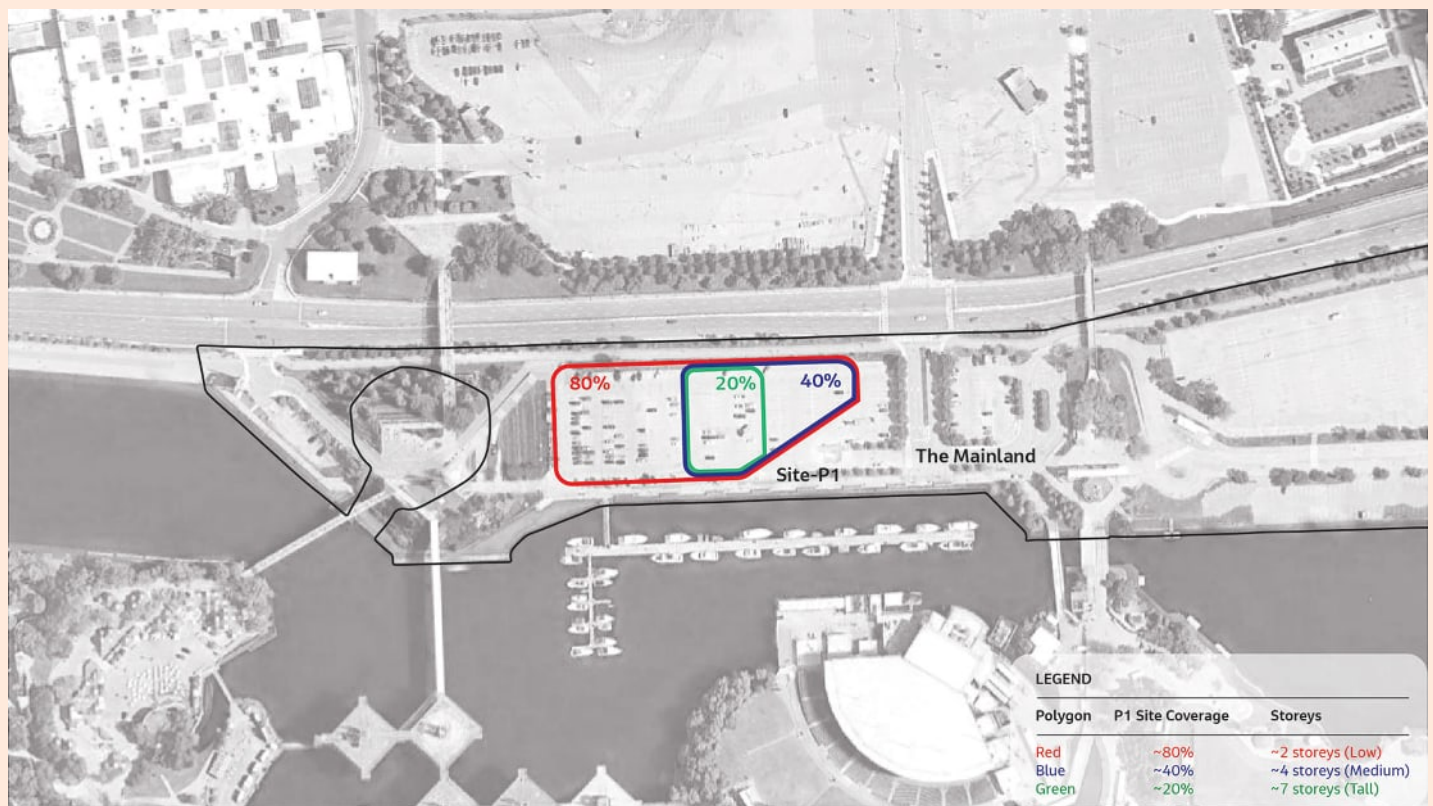 80%
20%
40%
Site-P1
The Mainland
LEGEND
Polygon P1 Site Coverage Storeys
Red ~80% ~2 storeys (Low)
Blue ~40% ~4 storeys (Medium)
Green ~20% ~7 storeys (Tall)